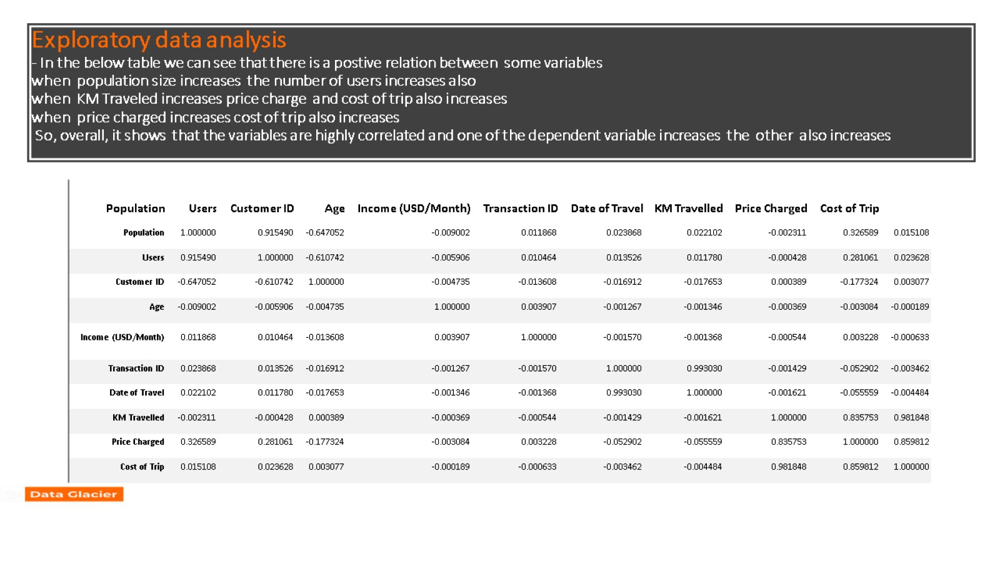 Exploratory data analysis
- In the below table we can see that there is a postive relation between some variables
when population size increases the number of users increases also
when KM Traveled increases price charge and cost of trip also increases
when price charged increases cost of trip also increases
So, overall, it shows that the variables are highly correlated and one of the dependent variable increases the other also increases
Population Users Customer ID Age Income (USD/Month) Transaction ID Date of Travel KM Travelled Price Charged Cost of Trip
Population 1.000000 0.915490 -0.647052 -0.009002 0.011868 0.023868 0.022102 -0.002311 0.326589 0.015108
Users 0.915490 1.000000 -0.610742 -0.005906 0.010464 0.013526 0.011780 -0.000428 0.281061 0.023628
Customer ID -0.647052 -0.610742 1.000000 -0.004735 -0.013608 -0.016912 -0.017653 0.000389 -0.177324 0.003077
Age -0.009002 -0.005906 -0.004735 1.000000 0.003907 -0.001267 -0.001346 -0.000369 -0.003084 -0.000189
Income (USD/Month) 0.011868 0.010464 -0.013608 0.003907 1.000000 -0.001570 -0.001368 -0.000544 0.003228 -0.000633
Transaction ID 0.023868 0.013526 -0.016912 -0.001267 -0.001570 1.000000 0.993030 -0.001429 -0.052902 -0.003462
Date of Travel 0.022102 0.011780 -0.017653 -0.001346 -0.001368 0.993030 1.000000 -0.001621 -0.055559 -0.004484
KM Travelled -0.002311 -0.000428 0.000389 -0.000369 -0.000544 -0.001429 -0.001621 1.000000 0.835753 0.981848
Price Charged 0.326589 0.281061 -0.177324 -0.003084 0.003228 -0.052902 -0.055559 0.835753 1.000000 0.859812
Cost of Trip 0.015108 0.023628 0.003077 -0.000189 -0.000633 -0.003462 -0.004484 0.981848 0.859812 1.000000
Data Glacier